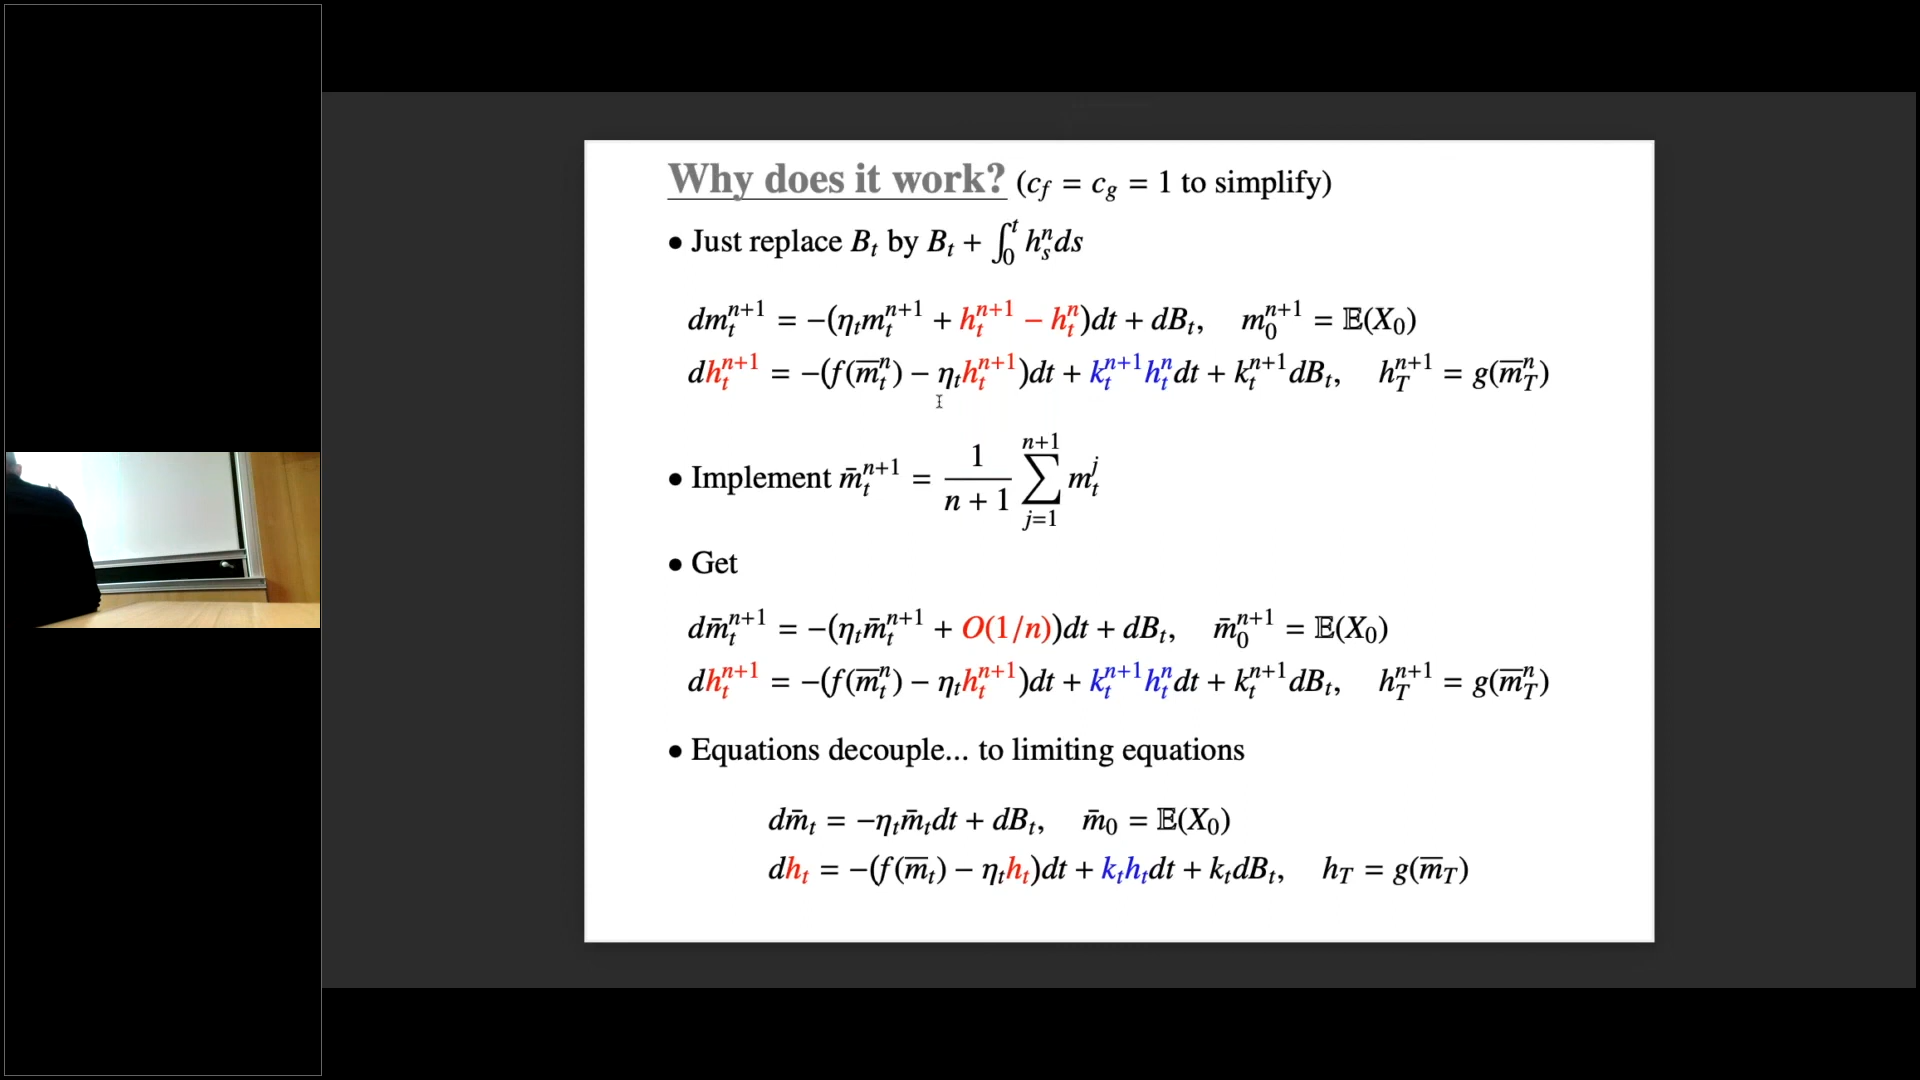 Why does it work? (c_f = c_g = 1 to simplify)
• Just replace B_t by B_t + ∫_0^t h_s^n ds
dm_t^{n+1} = −(η_t m_t^{n+1} + h_t^{n+1} − h_t^n)dt + dB_t, m_0^{n+1} = 𝔼(X_0)
dh_t^{n+1} = −(f(m̅_t^n) − η_t h_t^{n+1})dt + k_t^{n+1} h_t^n dt + k_t^{n+1} dB_t, h_T^{n+1} = g(m̅_T^n)
• Implement m̄_t^{n+1} = \frac{1}{n + 1} ∑_{j=1}^{n+1} m_t^j
• Get
dm̄_t^{n+1} = −(η_t m̄_t^{n+1} + O(1/n))dt + dB_t, m̄_0^{n+1} = 𝔼(X_0)
dh_t^{n+1} = −(f(m̅_t^n) − η_t h_t^{n+1})dt + k_t^{n+1} h_t^n dt + k_t^{n+1} dB_t, h_T^{n+1} = g(m̅_T^n)
• Equations decouple... to limiting equations
dm̄_t = −η_t m̄_t dt + dB_t, m̄_0 = 𝔼(X_0)
dh_t = −(f(m̅_t) − η_t h_t)dt + k_t h_t dt + k_t dB_t, h_T = g(m̅_T)